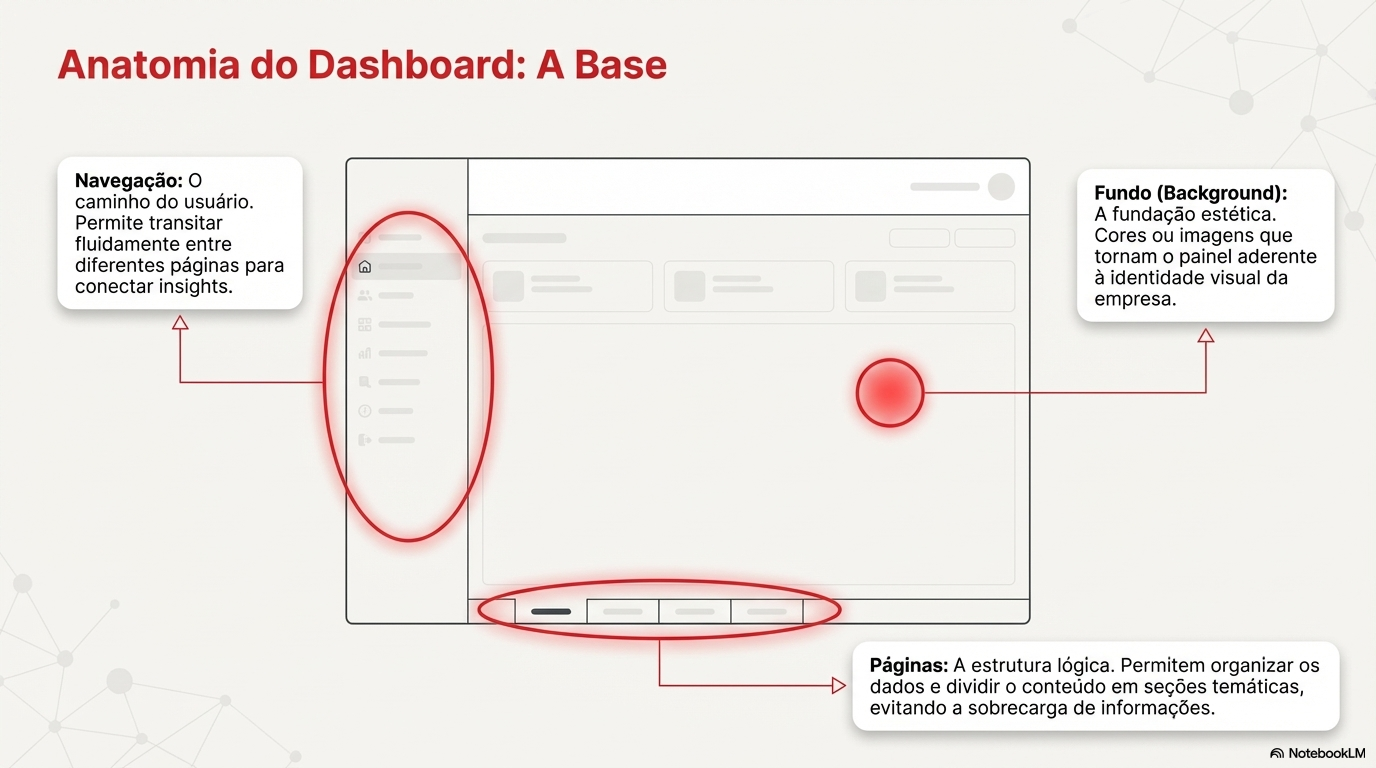 Anatomia do Dashboard: A Base
Navegação: O
caminho do usuário.
Permite transitar
fluidamente entre
diferentes páginas para
conectar insights.
Fundo (Background):
A fundação estética.
Cores ou imagens que
tornam o painel aderente
à identidade visual da
empresa.
Páginas: A estrutura lógica. Permitem organizar os
dados e dividir o conteúdo em seções temáticas,
evitando a sobrecarga de informações.
NotebookLM